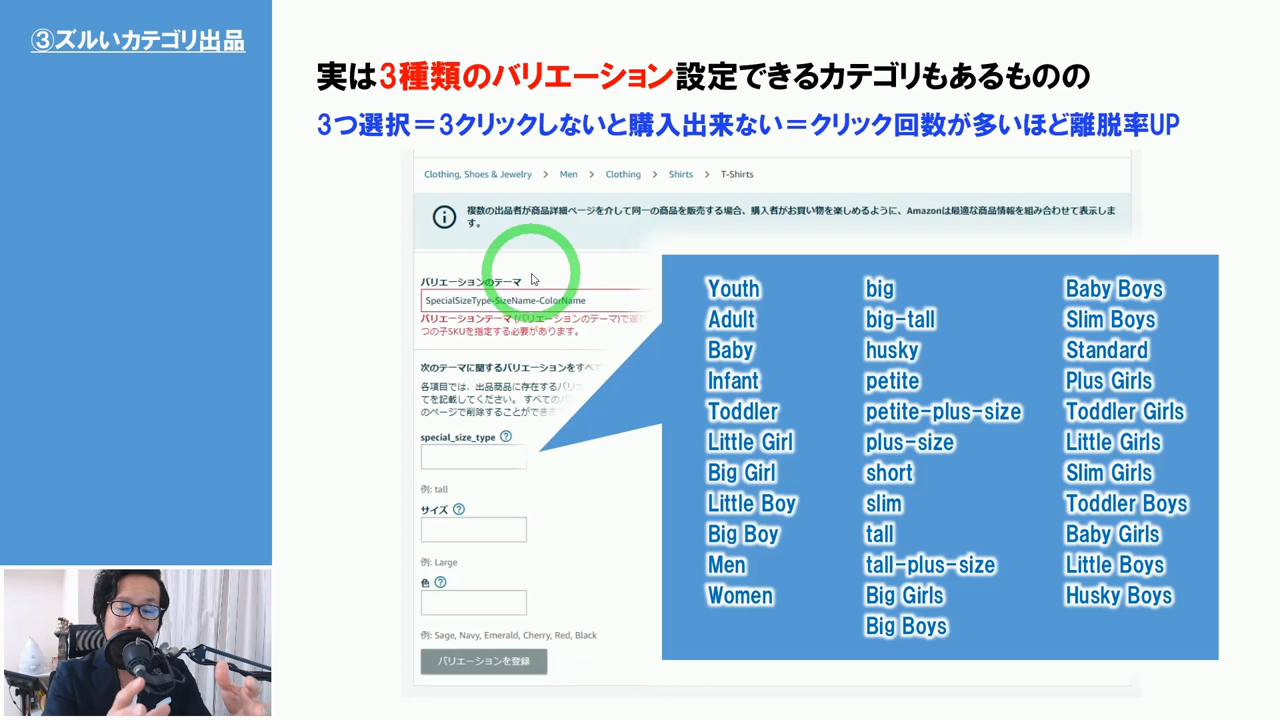 ③ズルいカテゴリ出品
実は3種類のバリエーション設定できるカテゴリもあるものの
3つ選択＝3クリックしないと購入出来ない＝クリック回数が多いほど離脱率UP
Clothing, Shoes & Jewelry > Men > Clothing > Shirts > T-Shirts
複数の出品者が商品詳細ページを介して同一の商品を販売する場合、購入者がお買い物を楽しめるように、Amazonは最適な商品情報を組み合わせて表示しま
す。
バリエーションのテーマ
SpecialSizeType-SizeName-ColorName
バリエーションテーマ (バリエーションのテーマ)で選
つの子SKUを指定する必要があります。
次のテーマに関するバリエーションをすべて
各項目では、出品商品に存在するバリエ
てを記載してください。すべてのバリ
のページで削除することができま
special_size_type
例: tall
サイズ
例: Large
色
例: Sage, Navy, Emerald, Cherry, Red, Black
バリエーションを登録
Youth
Adult
Baby
Infant
Toddler
Little Girl
Big Girl
Little Boy
Big Boy
Men
Women
big
big-tall
husky
petite
petite-plus-size
plus-size
short
slim
tall
tall-plus-size
Big Girls
Big Boys
Baby Boys
Slim Boys
Standard
Plus Girls
Toddler Girls
Little Girls
Slim Girls
Toddler Boys
Baby Girls
Little Boys
Husky Boys